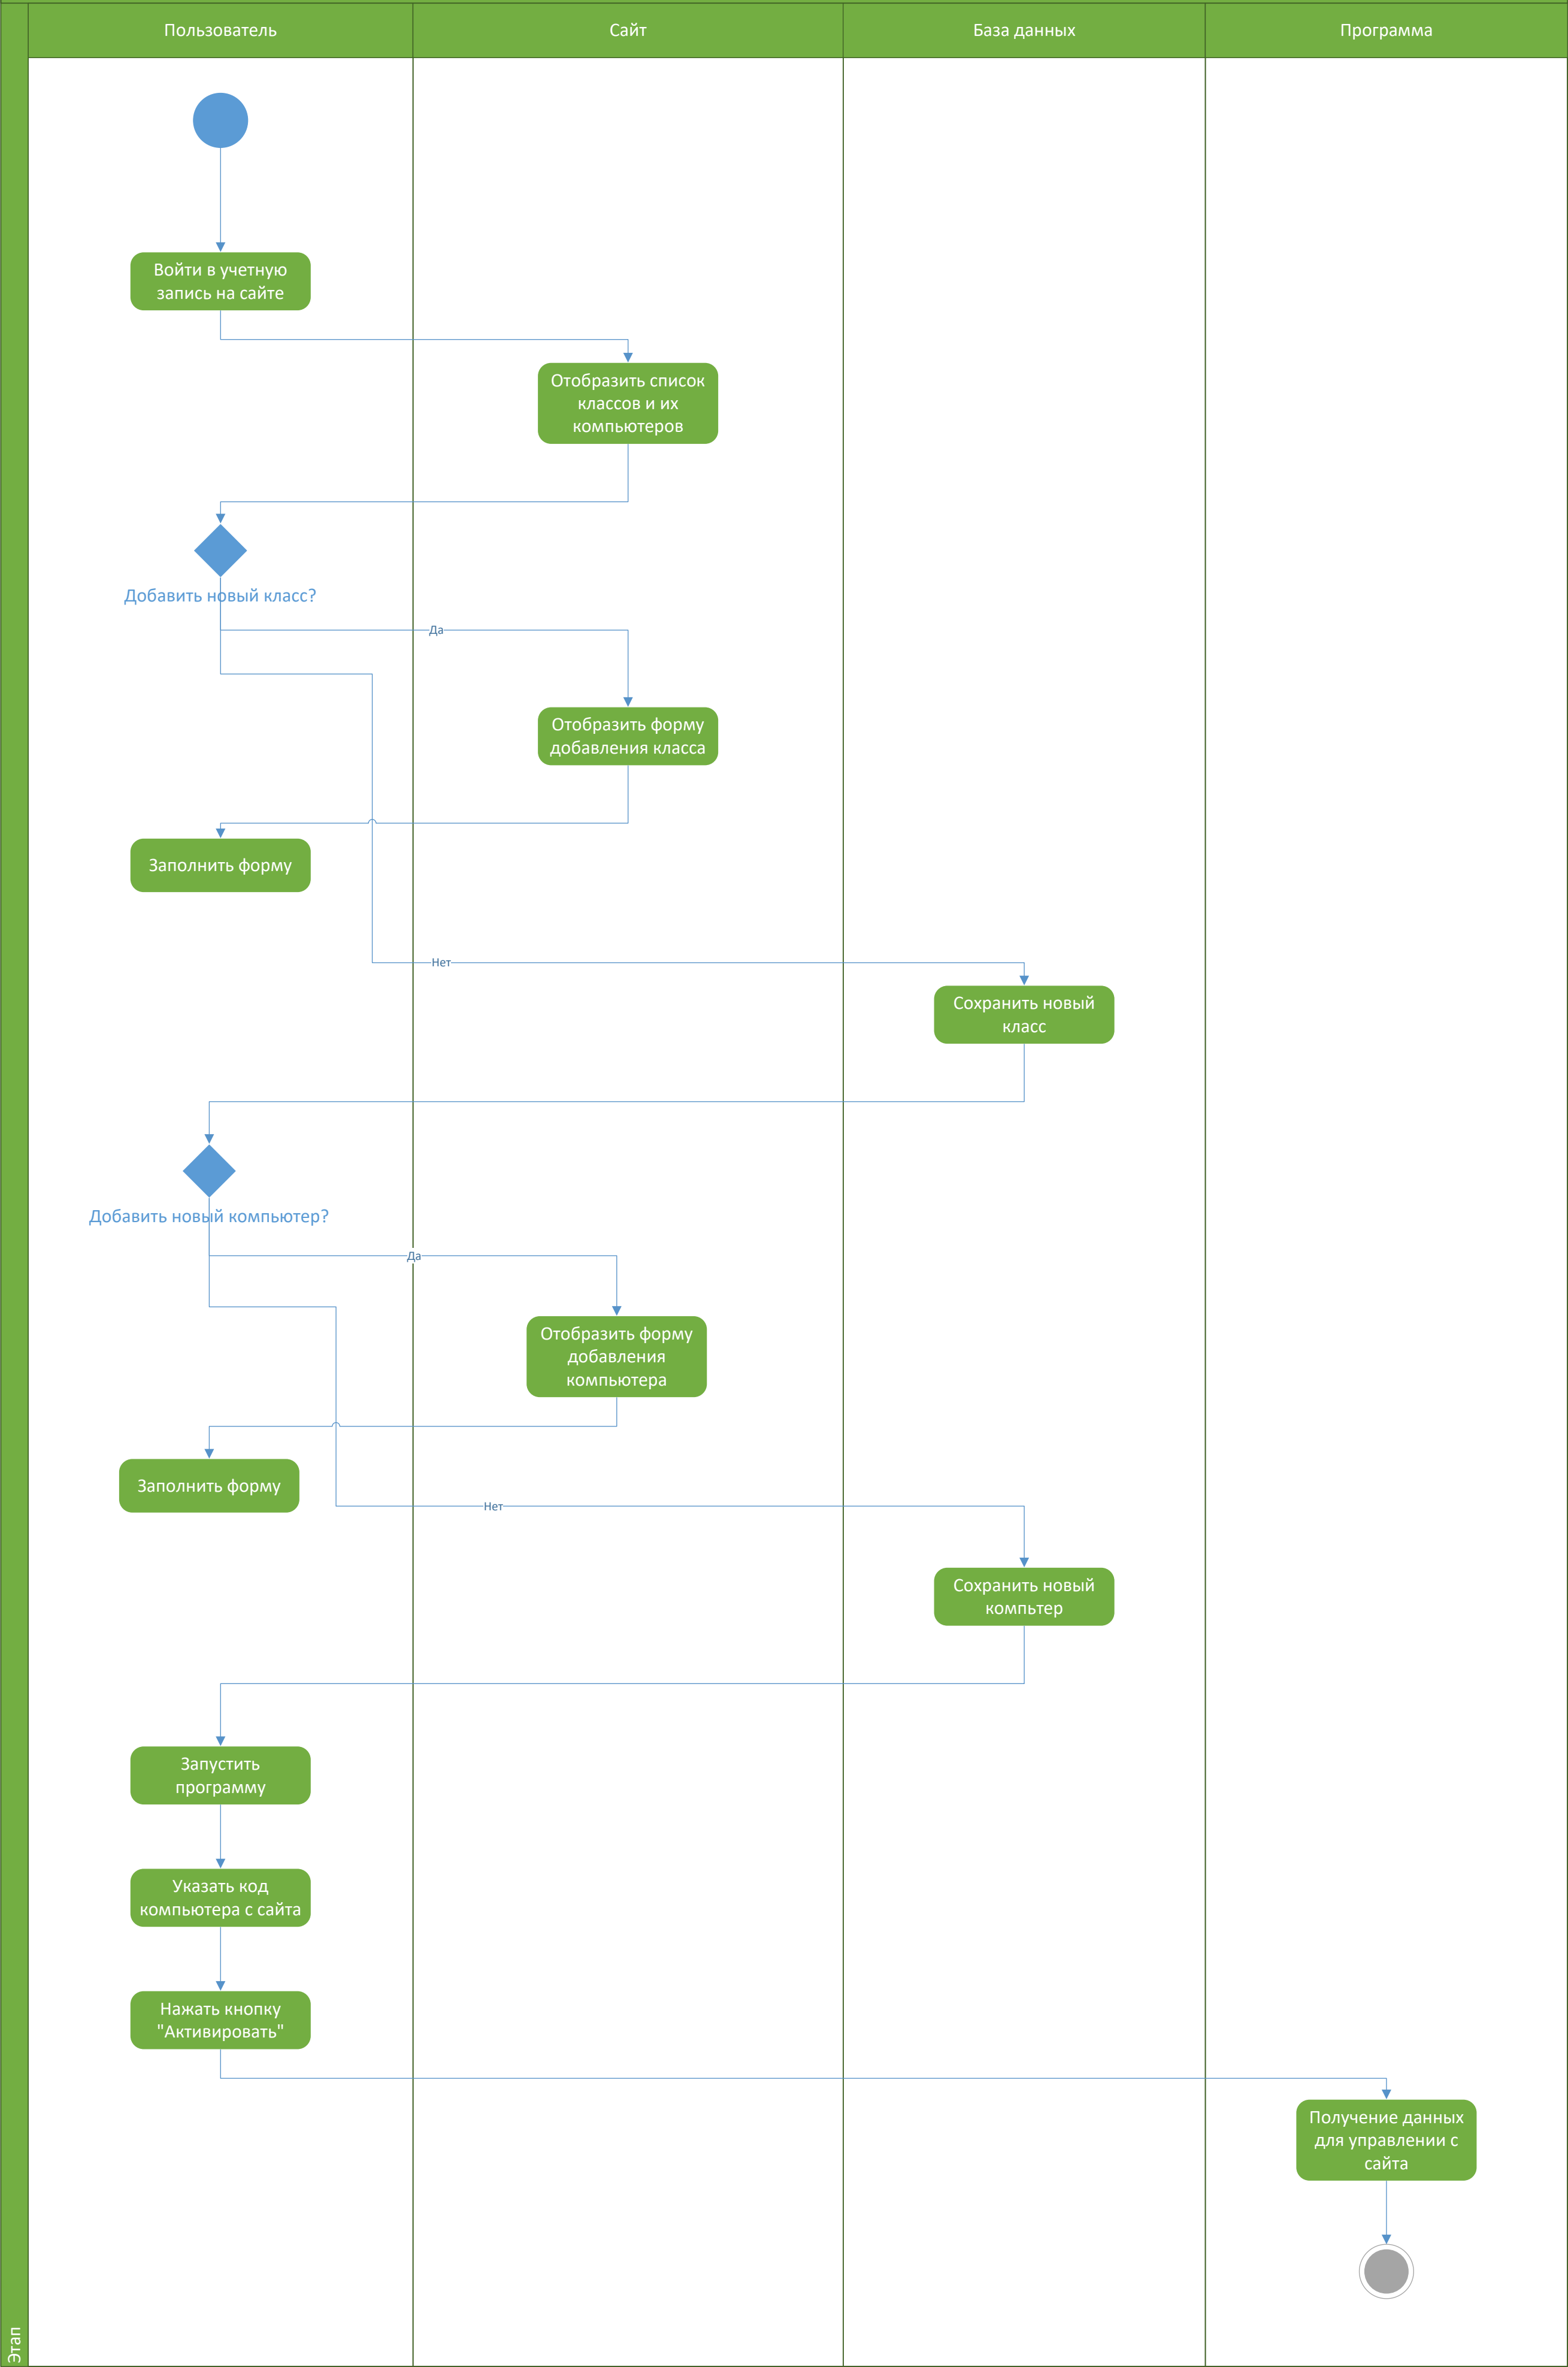 Пользователь
Сайт
База данных
Программа
Войти в учетную
запись на сайте
Отобразить список
классов и их
компьютеров
Добавить новый класс?
Да
Отобразить форму
добавления класса
Заполнить форму
Нет
Сохранить новый
класс
Добавить новый компьютер?
Да
Отобразить форму
добавления
компьютера
Заполнить форму
Нет
Сохранить новый
компьтер
Запустить
программу
Указать код
компьютера с сайта
Нажать кнопку
"Активировать"
Получение данных
для управлении с
сайта
Этап